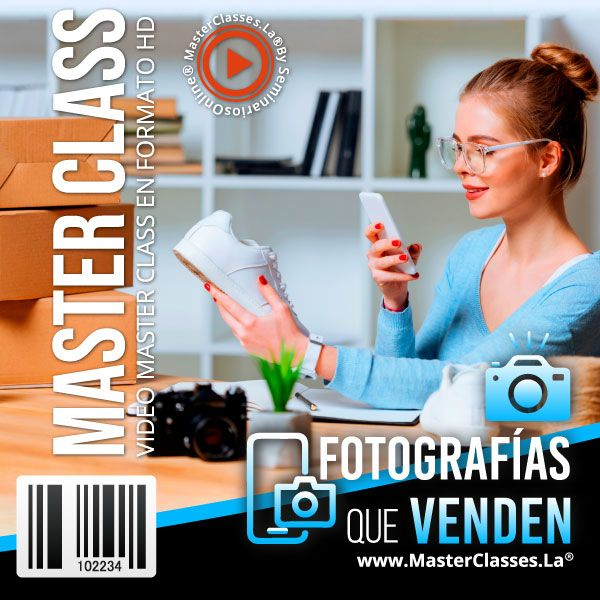 MASTER CLASS
VIDEO MASTER CLASS EN FORMATO HD
MasterClasses.La® By SeminariosOnline®
FOTOGRAFÍAS
QUE VENDEN
www.MasterClasses.La®
102234